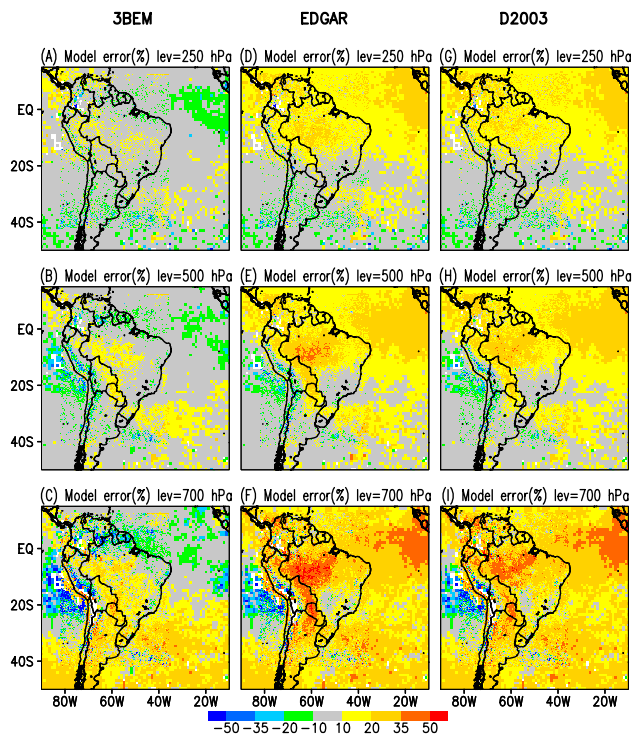 3BEM EDGAR D2003
(A) Model error(%) lev=250 hPa (D) Model error(%) lev=250 hPa (G) Model error(%) lev=250 hPa
EQ
20S
40S
(B) Model error(%) lev=500 hPa (E) Model error(%) lev=500 hPa (H) Model error(%) lev=500 hPa
EQ
20S
40S
(C) Model error(%) lev=700 hPa (F) Model error(%) lev=700 hPa (I) Model error(%) lev=700 hPa
EQ
20S
40S
80W 60W 40W 20W 80W 60W 40W 20W 80W 60W 40W 20W
−50 −35 −20 −10 10 20 35 50